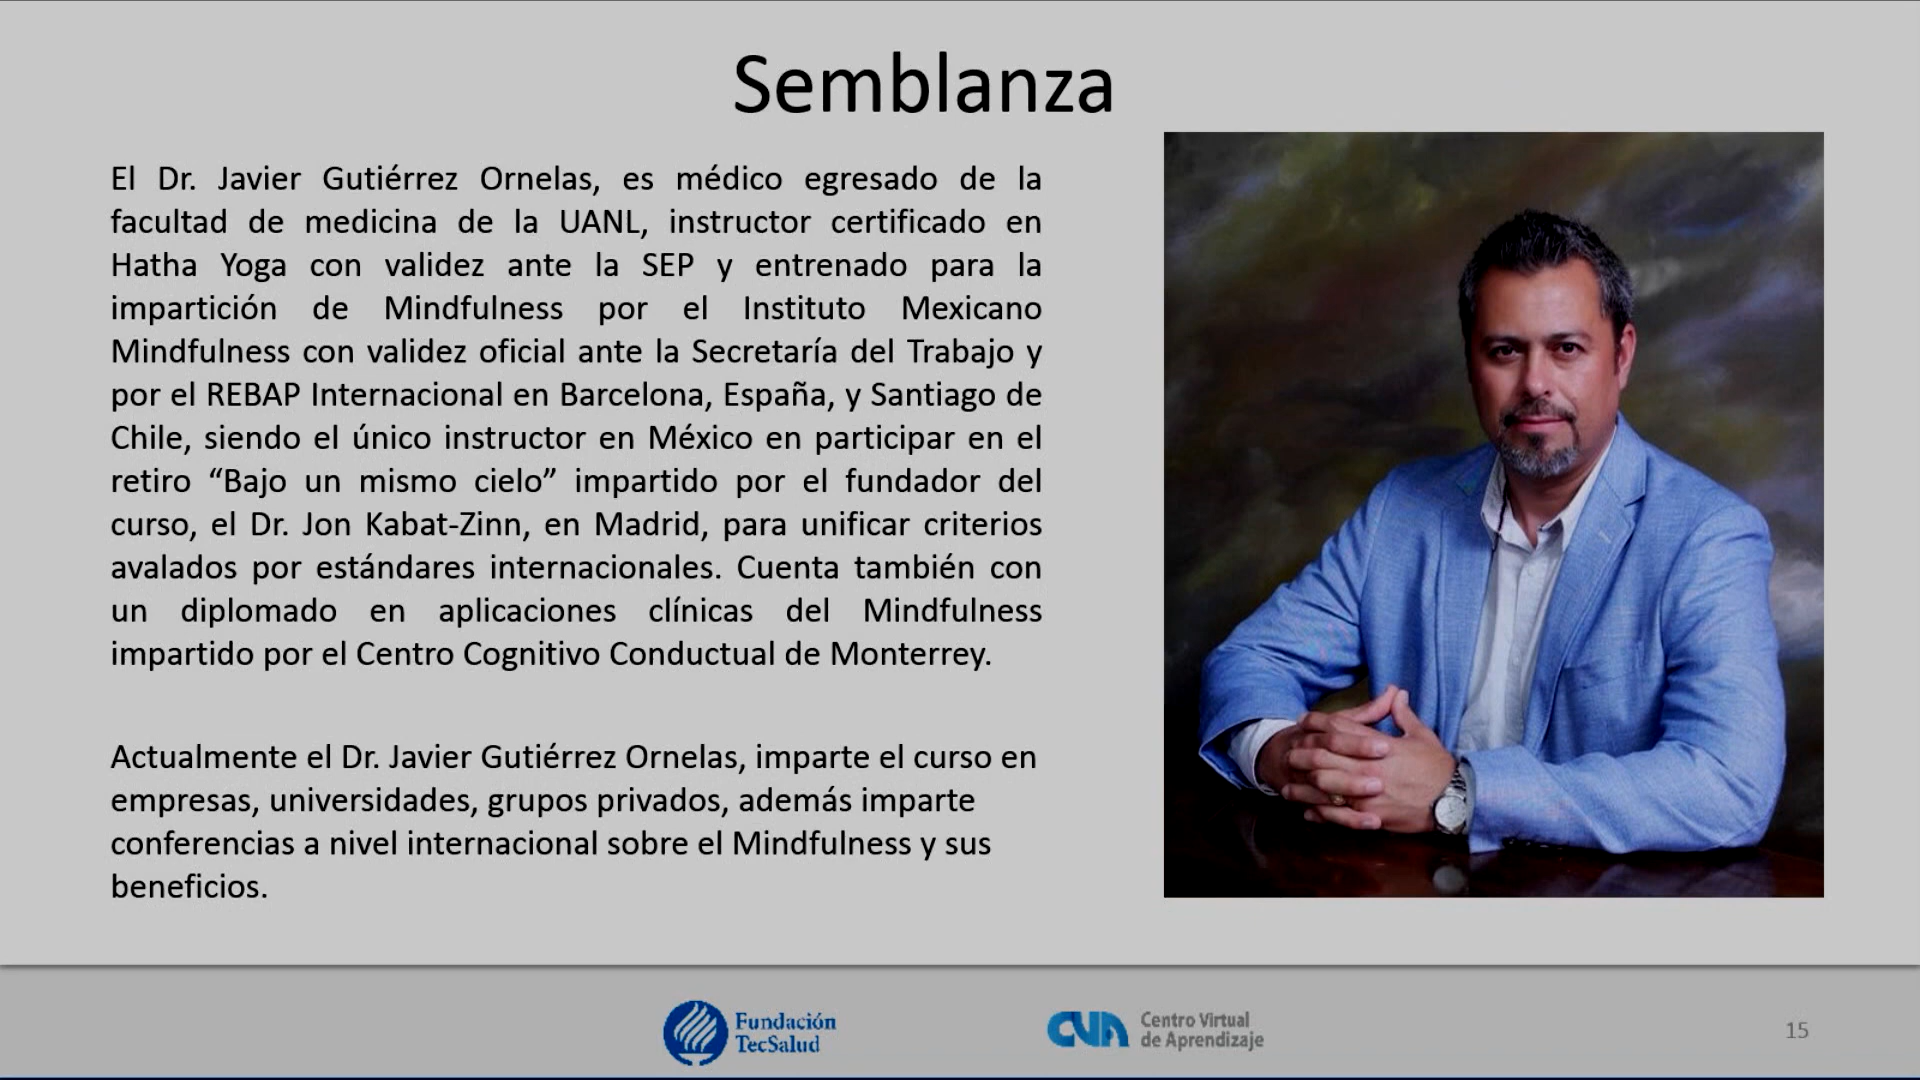 Semblanza
El Dr. Javier Gutiérrez Ornelas, es médico egresado de la
facultad de medicina de la UANL, instructor certificado en
Hatha Yoga con validez ante la SEP y entrenado para la
impartición de Mindfulness por el Instituto Mexicano
Mindfulness con validez oficial ante la Secretaría del Trabajo y
por el REBAP Internacional en Barcelona, España, y Santiago de
Chile, siendo el único instructor en México en participar en el
retiro “Bajo un mismo cielo” impartido por el fundador del
curso, el Dr. Jon Kabat-Zinn, en Madrid, para unificar criterios
avalados por estándares internacionales. Cuenta también con
un diplomado en aplicaciones clínicas del Mindfulness
impartido por el Centro Cognitivo Conductual de Monterrey.
Actualmente el Dr. Javier Gutiérrez Ornelas, imparte el curso en
empresas, universidades, grupos privados, además imparte
conferencias a nivel internacional sobre el Mindfulness y sus
beneficios.
Fundación
TecSalud
CVA
Centro Virtual
de Aprendizaje
15